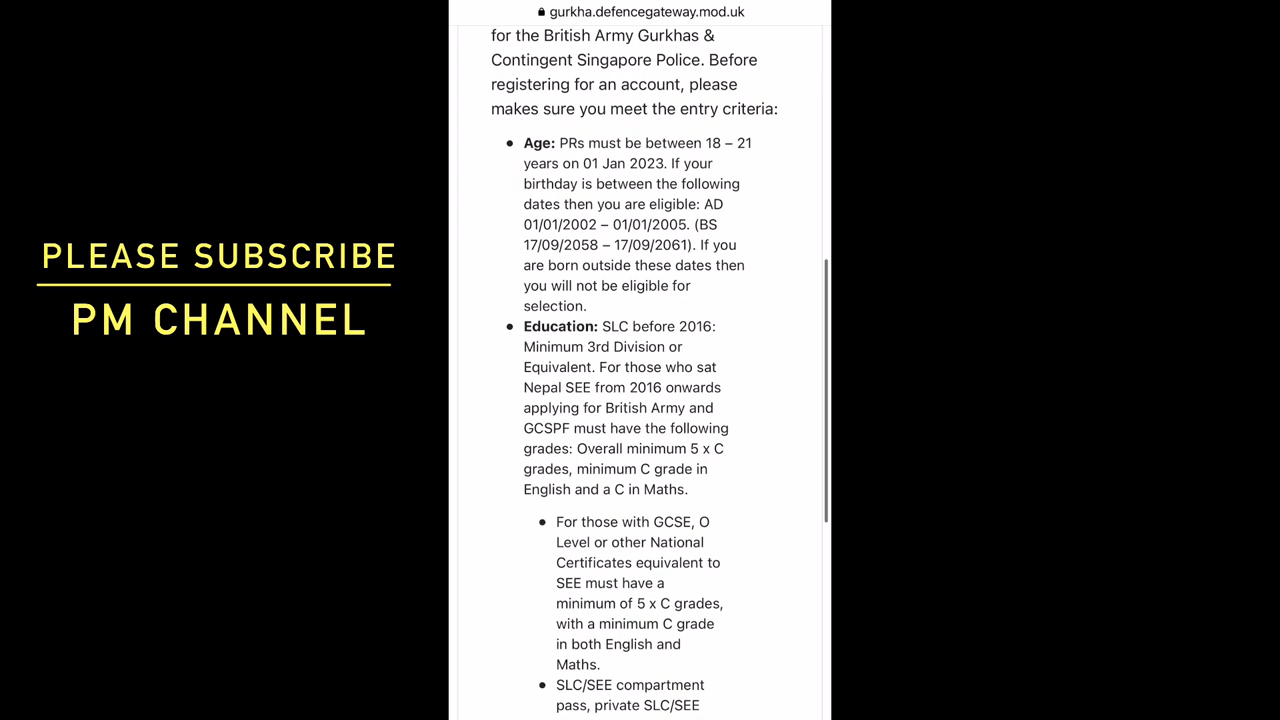 PLEASE SUBSCRIBE
PM CHANNEL
gurkha.defencegateway.mod.uk
for the British Army Gurkhas &
Contingent Singapore Police. Before
registering for an account, please
makes sure you meet the entry criteria:
• Age: PRs must be between 18 – 21
years on 01 Jan 2023. If your
birthday is between the following
dates then you are eligible: AD
01/01/2002 – 01/01/2005. (BS
17/09/2058 – 17/09/2061). If you
are born outside these dates then
you will not be eligible for
selection.
• Education: SLC before 2016:
Minimum 3rd Division or
Equivalent. For those who sat
Nepal SEE from 2016 onwards
applying for British Army and
GCSPF must have the following
grades: Overall minimum 5 x C
grades, minimum C grade in
English and a C in Maths.
• For those with GCSE, O
Level or other National
Certificates equivalent to
SEE must have a
minimum of 5 x C grades,
with a minimum C grade
in both English and
Maths.
• SLC/SEE compartment
pass, private SLC/SEE